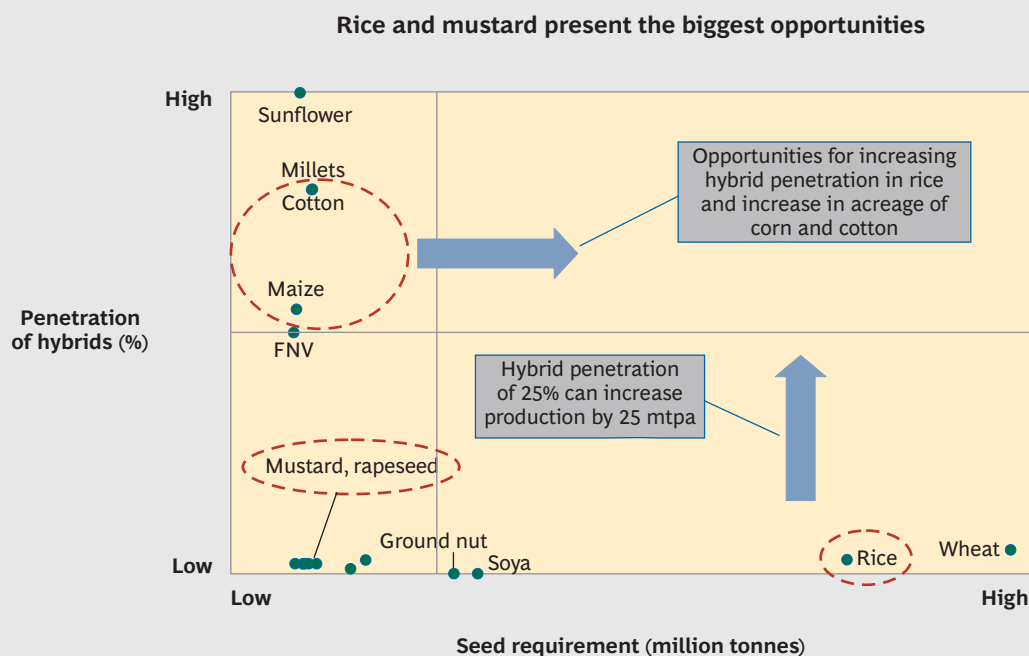 Rice and mustard present the biggest opportunities
High
Sunflower
Millets
Cotton
Opportunities for increasing
hybrid penetration in rice
and increase in acreage of
corn and cotton
Maize
Penetration
of hybrids (%)
FNV
Hybrid penetration
of 25% can increase
production by 25 mtpa
Mustard, rapeseed
Ground nut
Soya
Rice
Wheat
Low
Low
High
Seed requirement (million tonnes)